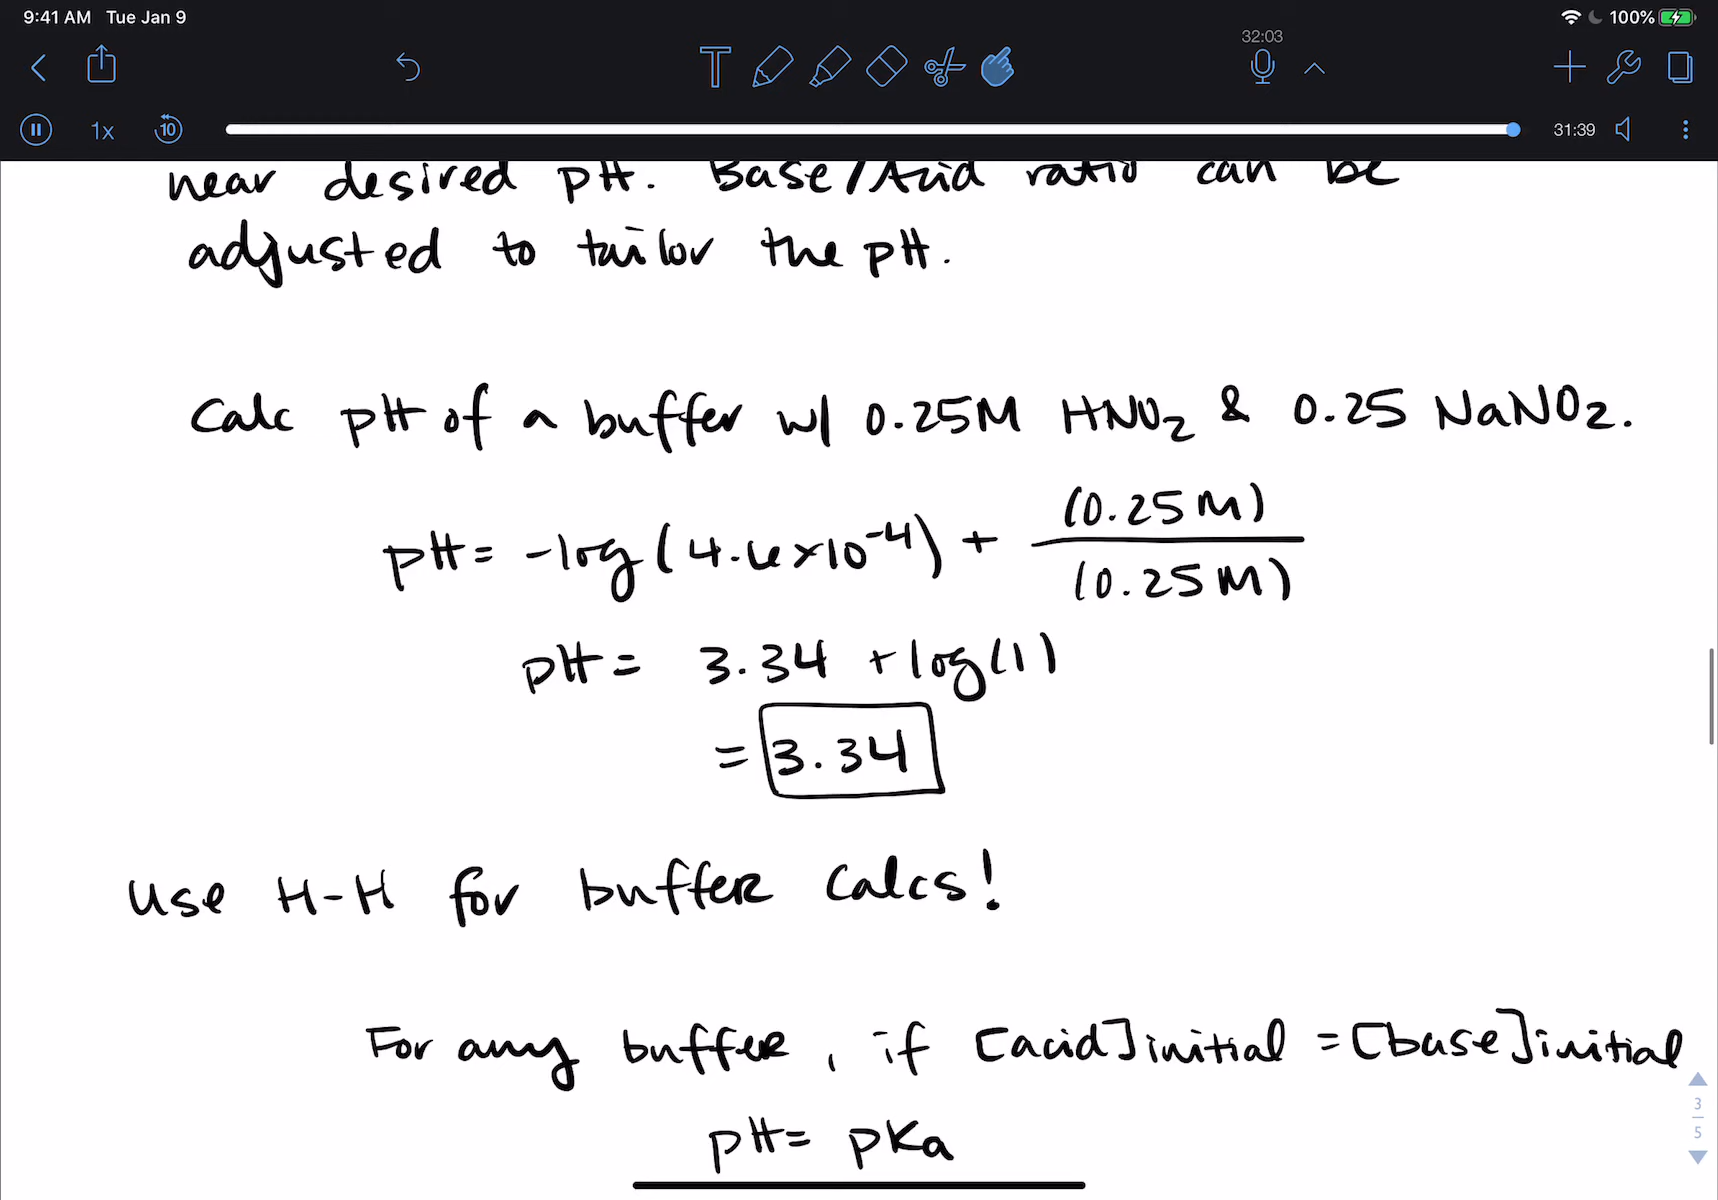 9:41 AM Tue Jan 9
100%
32:03
1x
10
31:39
near desired pH. Base/Acid ratio can be
adjusted to tailor the pH.
Calc pH of a buffer w/ 0.25M HNO₂ & 0.25 NaNO₂.
pH = -log(4.6×10⁻⁴) + (0.25M)
(0.25M)
pH = 3.34 + log(1)
= 3.34
Use H-H for buffer calcs!
For any buffer, if [acid]initial = [base]initial
pH = pKa
3
5